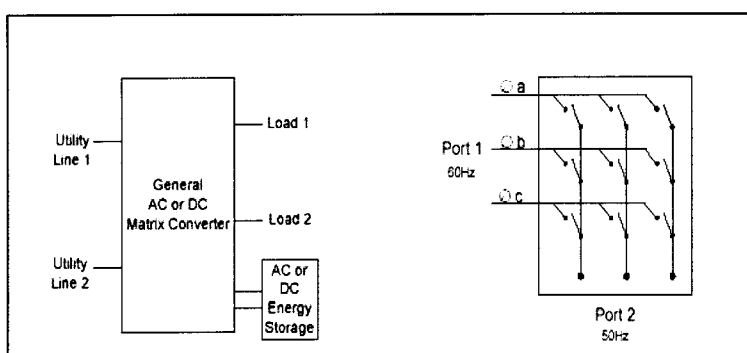 Utility
Line 1
Utility
Line 2
General
AC or DC
Matrix Converter
Load 1
Load 2
AC or
DC
Energy
Storage
a
Port 1
60Hz
b
c
Port 2
50Hz